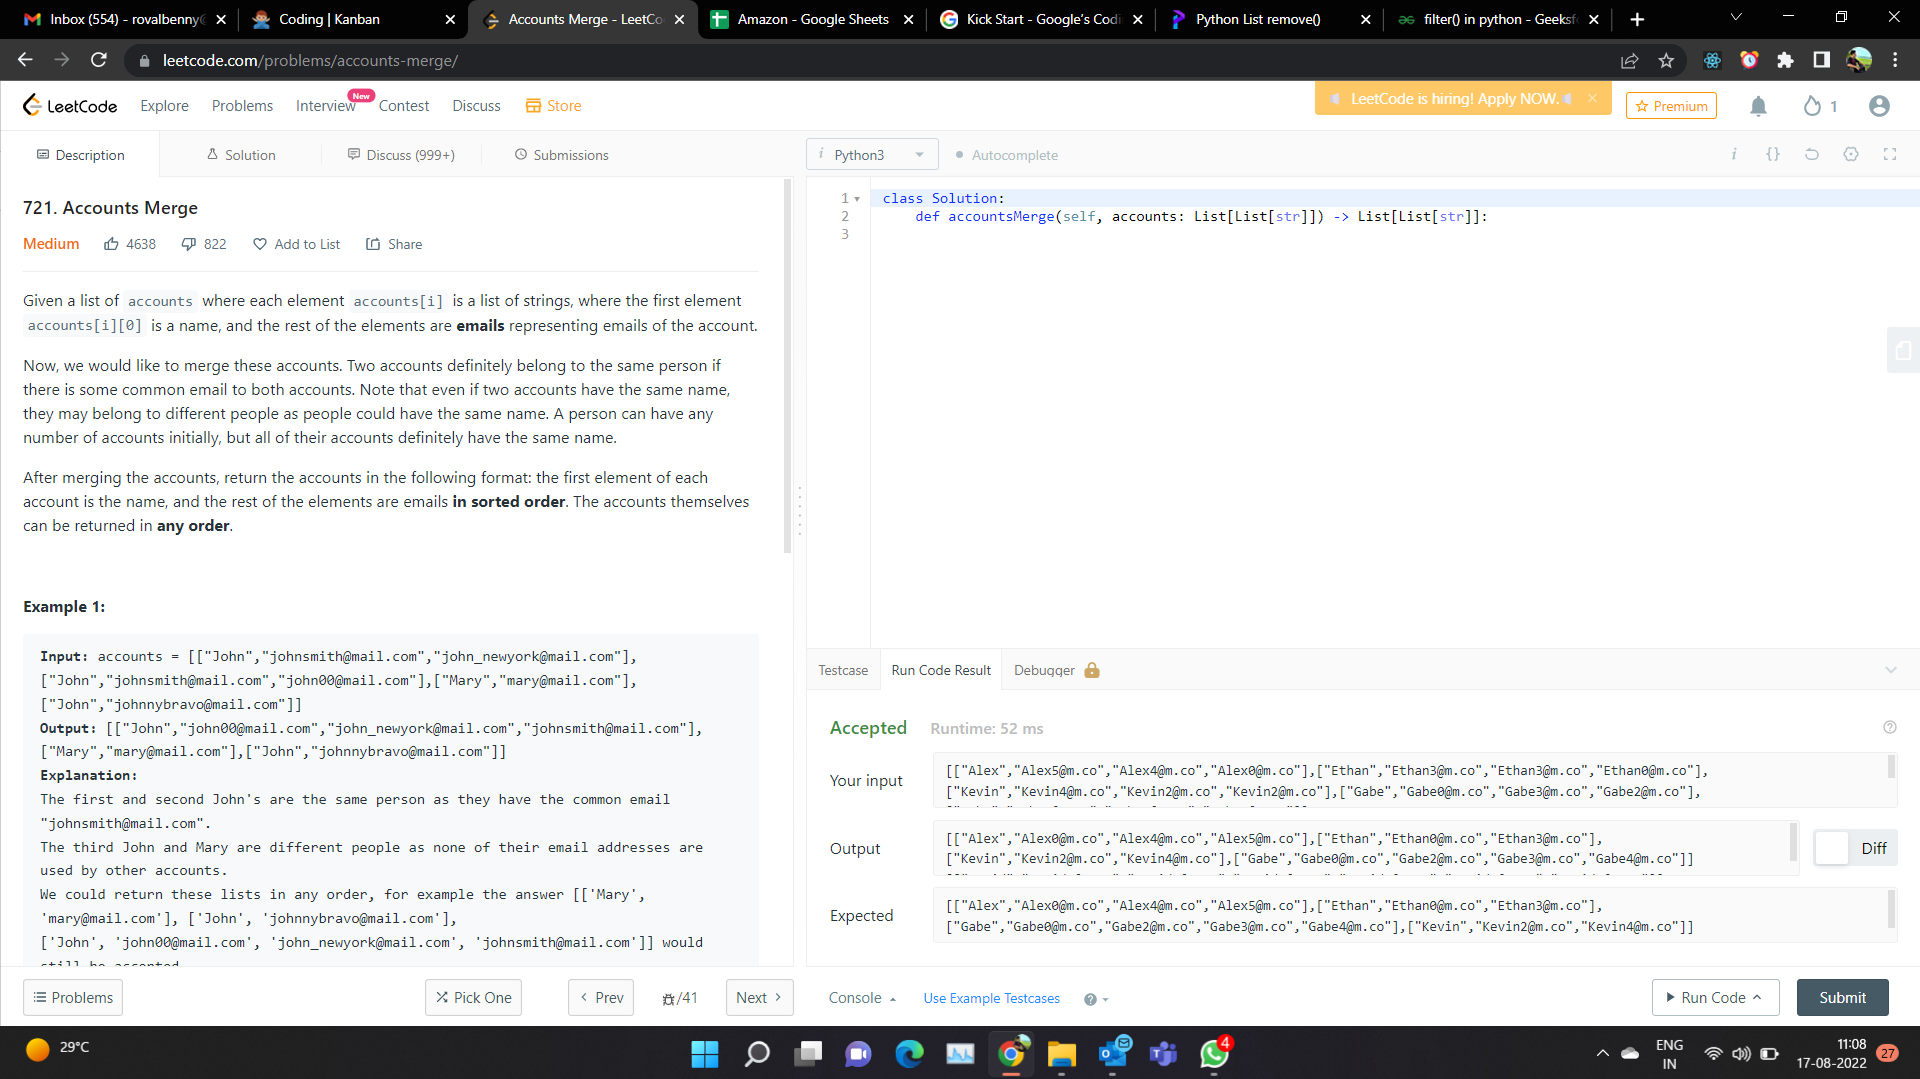 Inbox (554) - rovalbenny@
Coding | Kanban
Accounts Merge - LeetCo
Amazon - Google Sheets
Kick Start - Google's Codi
Python List remove()
filter() in python - Geeksf
leetcode.com/problems/accounts-merge/
LeetCode
Explore
Problems
Interview
New
Contest
Discuss
Store
LeetCode is hiring! Apply NOW.
Premium
1
Description
Solution
Discuss (999+)
Submissions
i Python3
Autocomplete
i {}
721. Accounts Merge
Medium 4638 822 Add to List Share
Given a list of accounts where each element accounts[i] is a list of strings, where the first element
accounts[i][0] is a name, and the rest of the elements are emails representing emails of the account.
Now, we would like to merge these accounts. Two accounts definitely belong to the same person if
there is some common email to both accounts. Note that even if two accounts have the same name,
they may belong to different people as people could have the same name. A person can have any
number of accounts initially, but all of their accounts definitely have the same name.
After merging the accounts, return the accounts in the following format: the first element of each
account is the name, and the rest of the elements are emails in sorted order. The accounts themselves
can be returned in any order.
Example 1:
Input: accounts = [["John","johnsmith@mail.com","john_newyork@mail.com"],
["John","johnsmith@mail.com","john00@mail.com"],["Mary","mary@mail.com"],
["John","johnnybravo@mail.com"]]
Output: [["John","john00@mail.com","john_newyork@mail.com","johnsmith@mail.com"],
["Mary","mary@mail.com"],["John","johnnybravo@mail.com"]]
Explanation:
The first and second John's are the same person as they have the common email
"johnsmith@mail.com".
The third John and Mary are different people as none of their email addresses are
used by other accounts.
We could return these lists in any order, for example the answer [['Mary',
'mary@mail.com'], ['John', 'johnnybravo@mail.com'],
['John', 'john00@mail.com', 'john_newyork@mail.com', 'johnsmith@mail.com']] would
still be accepted.
1 class Solution:
2 def accountsMerge(self, accounts: List[List[str]]) -> List[List[str]]:
3
Testcase
Run Code Result
Debugger
Accepted Runtime: 52 ms
Your input
[["Alex","Alex5@m.co","Alex4@m.co","Alex0@m.co"],["Ethan","Ethan3@m.co","Ethan3@m.co","Ethan0@m.co"],
["Kevin","Kevin4@m.co","Kevin2@m.co","Kevin2@m.co"],["Gabe","Gabe0@m.co","Gabe3@m.co","Gabe2@m.co"],
Output
[["Alex","Alex0@m.co","Alex4@m.co","Alex5@m.co"],["Ethan","Ethan0@m.co","Ethan3@m.co"],
["Kevin","Kevin2@m.co","Kevin4@m.co"],["Gabe","Gabe0@m.co","Gabe2@m.co","Gabe3@m.co","Gabe4@m.co"]]
Diff
Expected
[["Alex","Alex0@m.co","Alex4@m.co","Alex5@m.co"],["Ethan","Ethan0@m.co","Ethan3@m.co"],
["Gabe","Gabe0@m.co","Gabe2@m.co","Gabe3@m.co","Gabe4@m.co"],["Kevin","Kevin2@m.co","Kevin4@m.co"]]
Problems
Pick One
Prev
/41
Next
Console
Use Example Testcases
Run Code
Submit
29°C
4
ENG
IN
11:08
17-08-2022
27